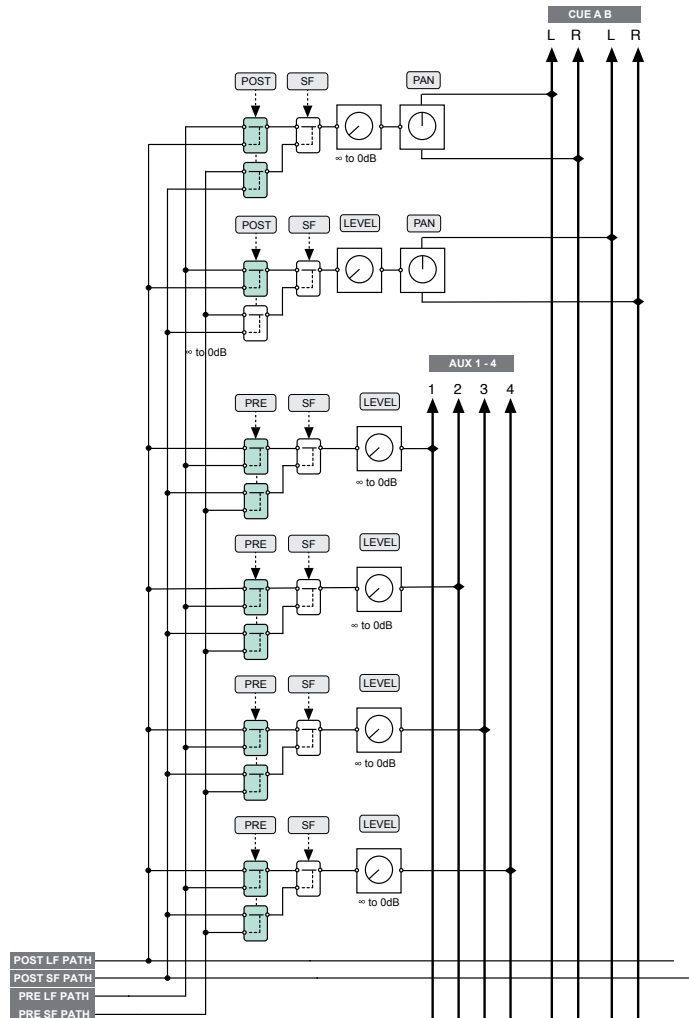 CUE A B
L R L R
POST SF PAN
∞ to 0dB
POST SF LEVEL PAN
∞ to 0dB
AUX 1 - 4
1 2 3 4
PRE SF LEVEL
∞ to 0dB
PRE SF LEVEL
∞ to 0dB
PRE SF LEVEL
∞ to 0dB
PRE SF LEVEL
∞ to 0dB
POST LF PATH
POST SF PATH
PRE LF PATH
PRE SF PATH